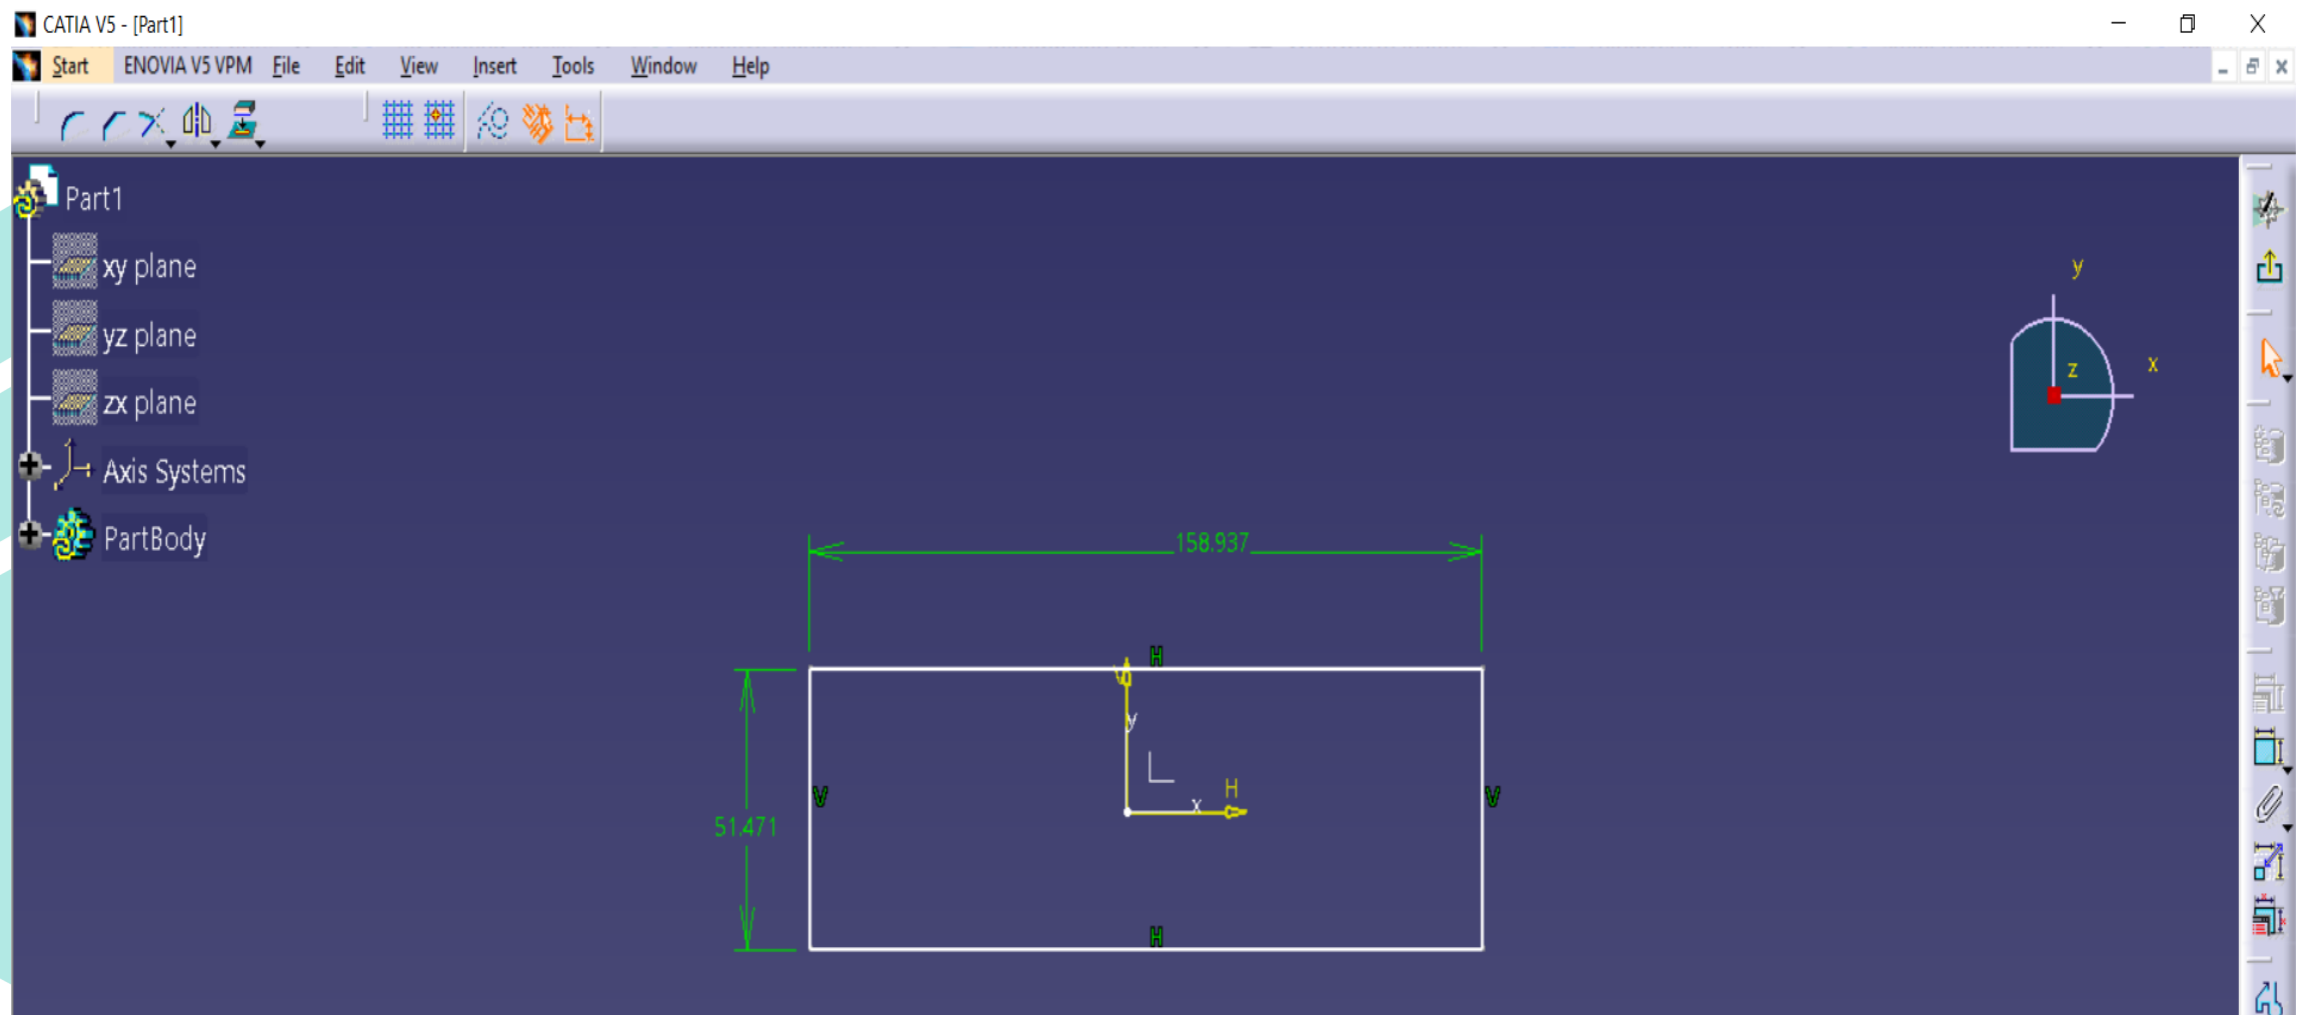 CATIA V5 - [Part1]
Start ENOVIA V5 VPM File Edit View Insert Tools Window Help
Part1
xy plane
yz plane
zx plane
Axis Systems
PartBody
y
x
z
158.937
H
V
y
H
x
V
V
51.471
H